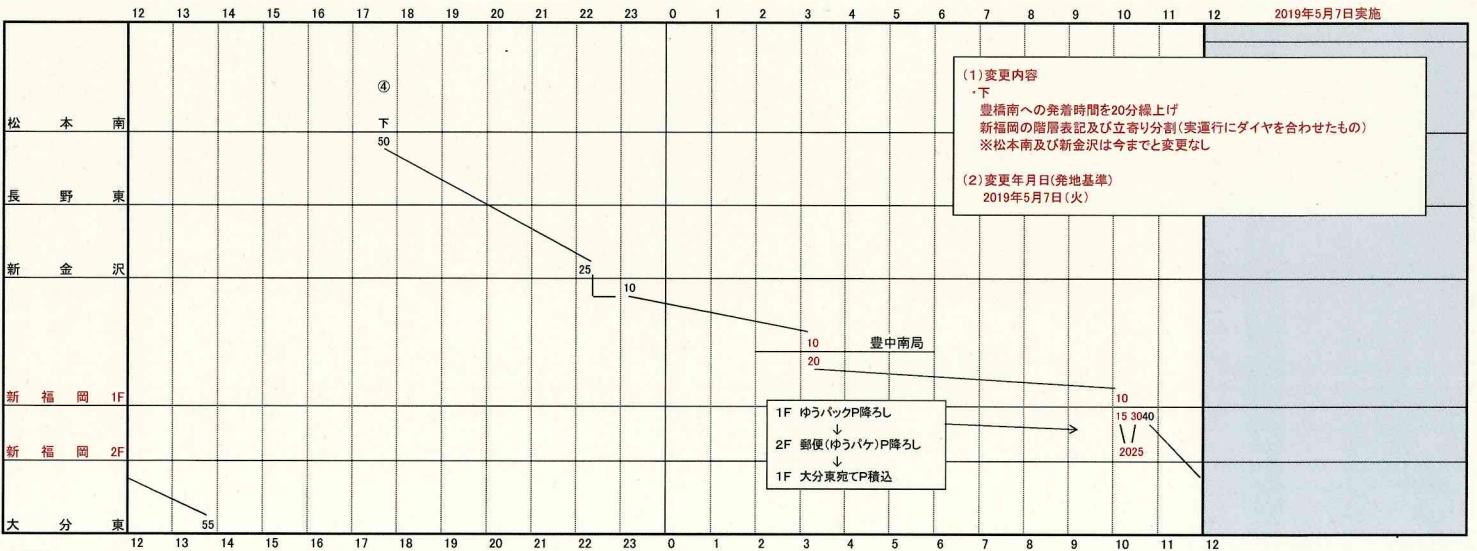 12 13 14 15 16 17 18 19 20 21 22 23 0 1 2 3 4 5 6 7 8 9 10 11 12 2019年5月7日実施
④
松本南 下
50
長野東
新金沢 25
10
10 豊中南局
20
新福岡 1F 10
15 30 40
新福岡 2F 2025
大分東 55
(1)変更内容
・下
豊橋南への発着時間を20分繰上げ
新福岡の階層表記及び立寄り分割(実運行にダイヤを合わせたもの)
※松本南及び新金沢は今までと変更なし
(2)変更年月日(発地基準)
2019年5月7日(火)
1F ゆうパックP降ろし
↓
2F 郵便(ゆうパケ)P降ろし
↓
1F 大分東宛てP積込
12 13 14 15 16 17 18 19 20 21 22 23 0 1 2 3 4 5 6 7 8 9 10 11 12